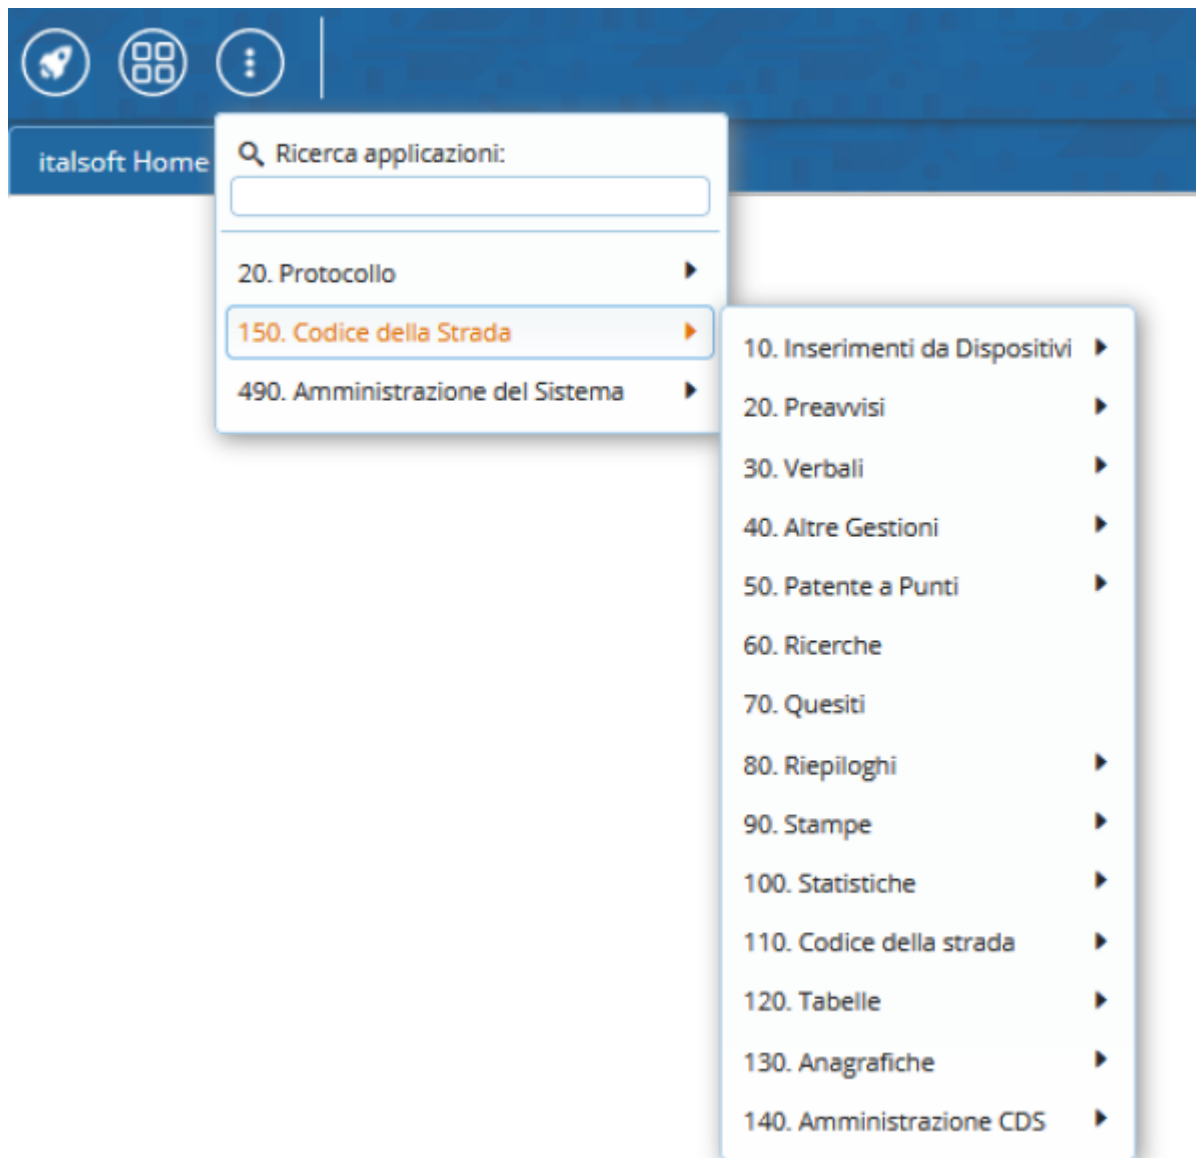 italsoft Home
Ricerca applicazioni:
20. Protocollo
150. Codice della Strada
490. Amministrazione del Sistema
10. Inserimenti da Dispositivi
20. Preavvisi
30. Verbali
40. Altre Gestioni
50. Patente a Punti
60. Ricerche
70. Quesiti
80. Riepiloghi
90. Stampe
100. Statistiche
110. Codice della strada
120. Tabelle
130. Anagrafiche
140. Amministrazione CDS